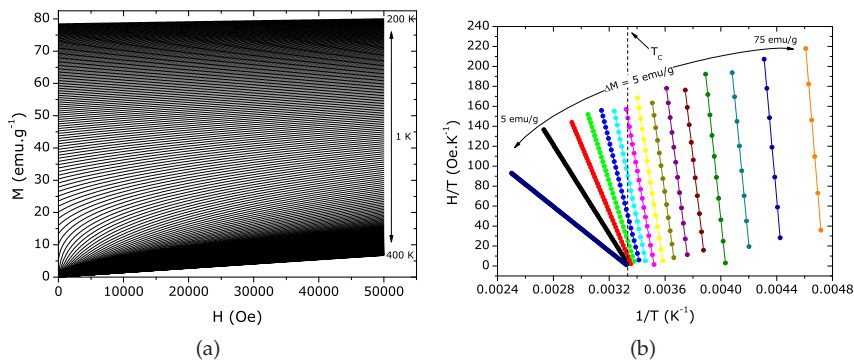 80
70
60
50
40
30
20
10
0
M (emu.g⁻¹)
0 10000 20000 30000 40000 50000
H (Oe)
200 K
1 K
400 K
(a)
240
220
200
180
160
140
120
100
80
60
40
20
0
H/T (Oe.K⁻¹)
0.0024 0.0028 0.0032 0.0036 0.0040 0.0044 0.0048
1/T (K⁻¹)
5 emu/g
ΔM = 5 emu/g
75 emu/g
T_C
(b)